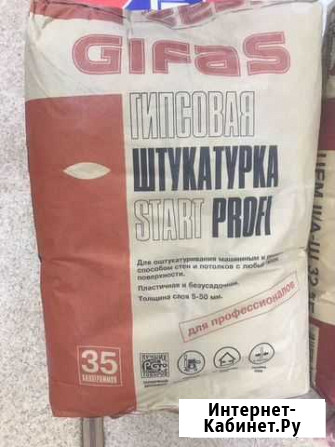 GIFAS
ГИПСОВАЯ
ШТУКАТУРКА
START PROFI
Для оштукатуривания машинным и
способом стен и потолков с любой
поверхности.
Пластичная и безусадочная.
Толщина слоя 5-50 мм.
для профессионалов
35
КИЛОГРАММОВ
Интернет-
Кабинет.Ру